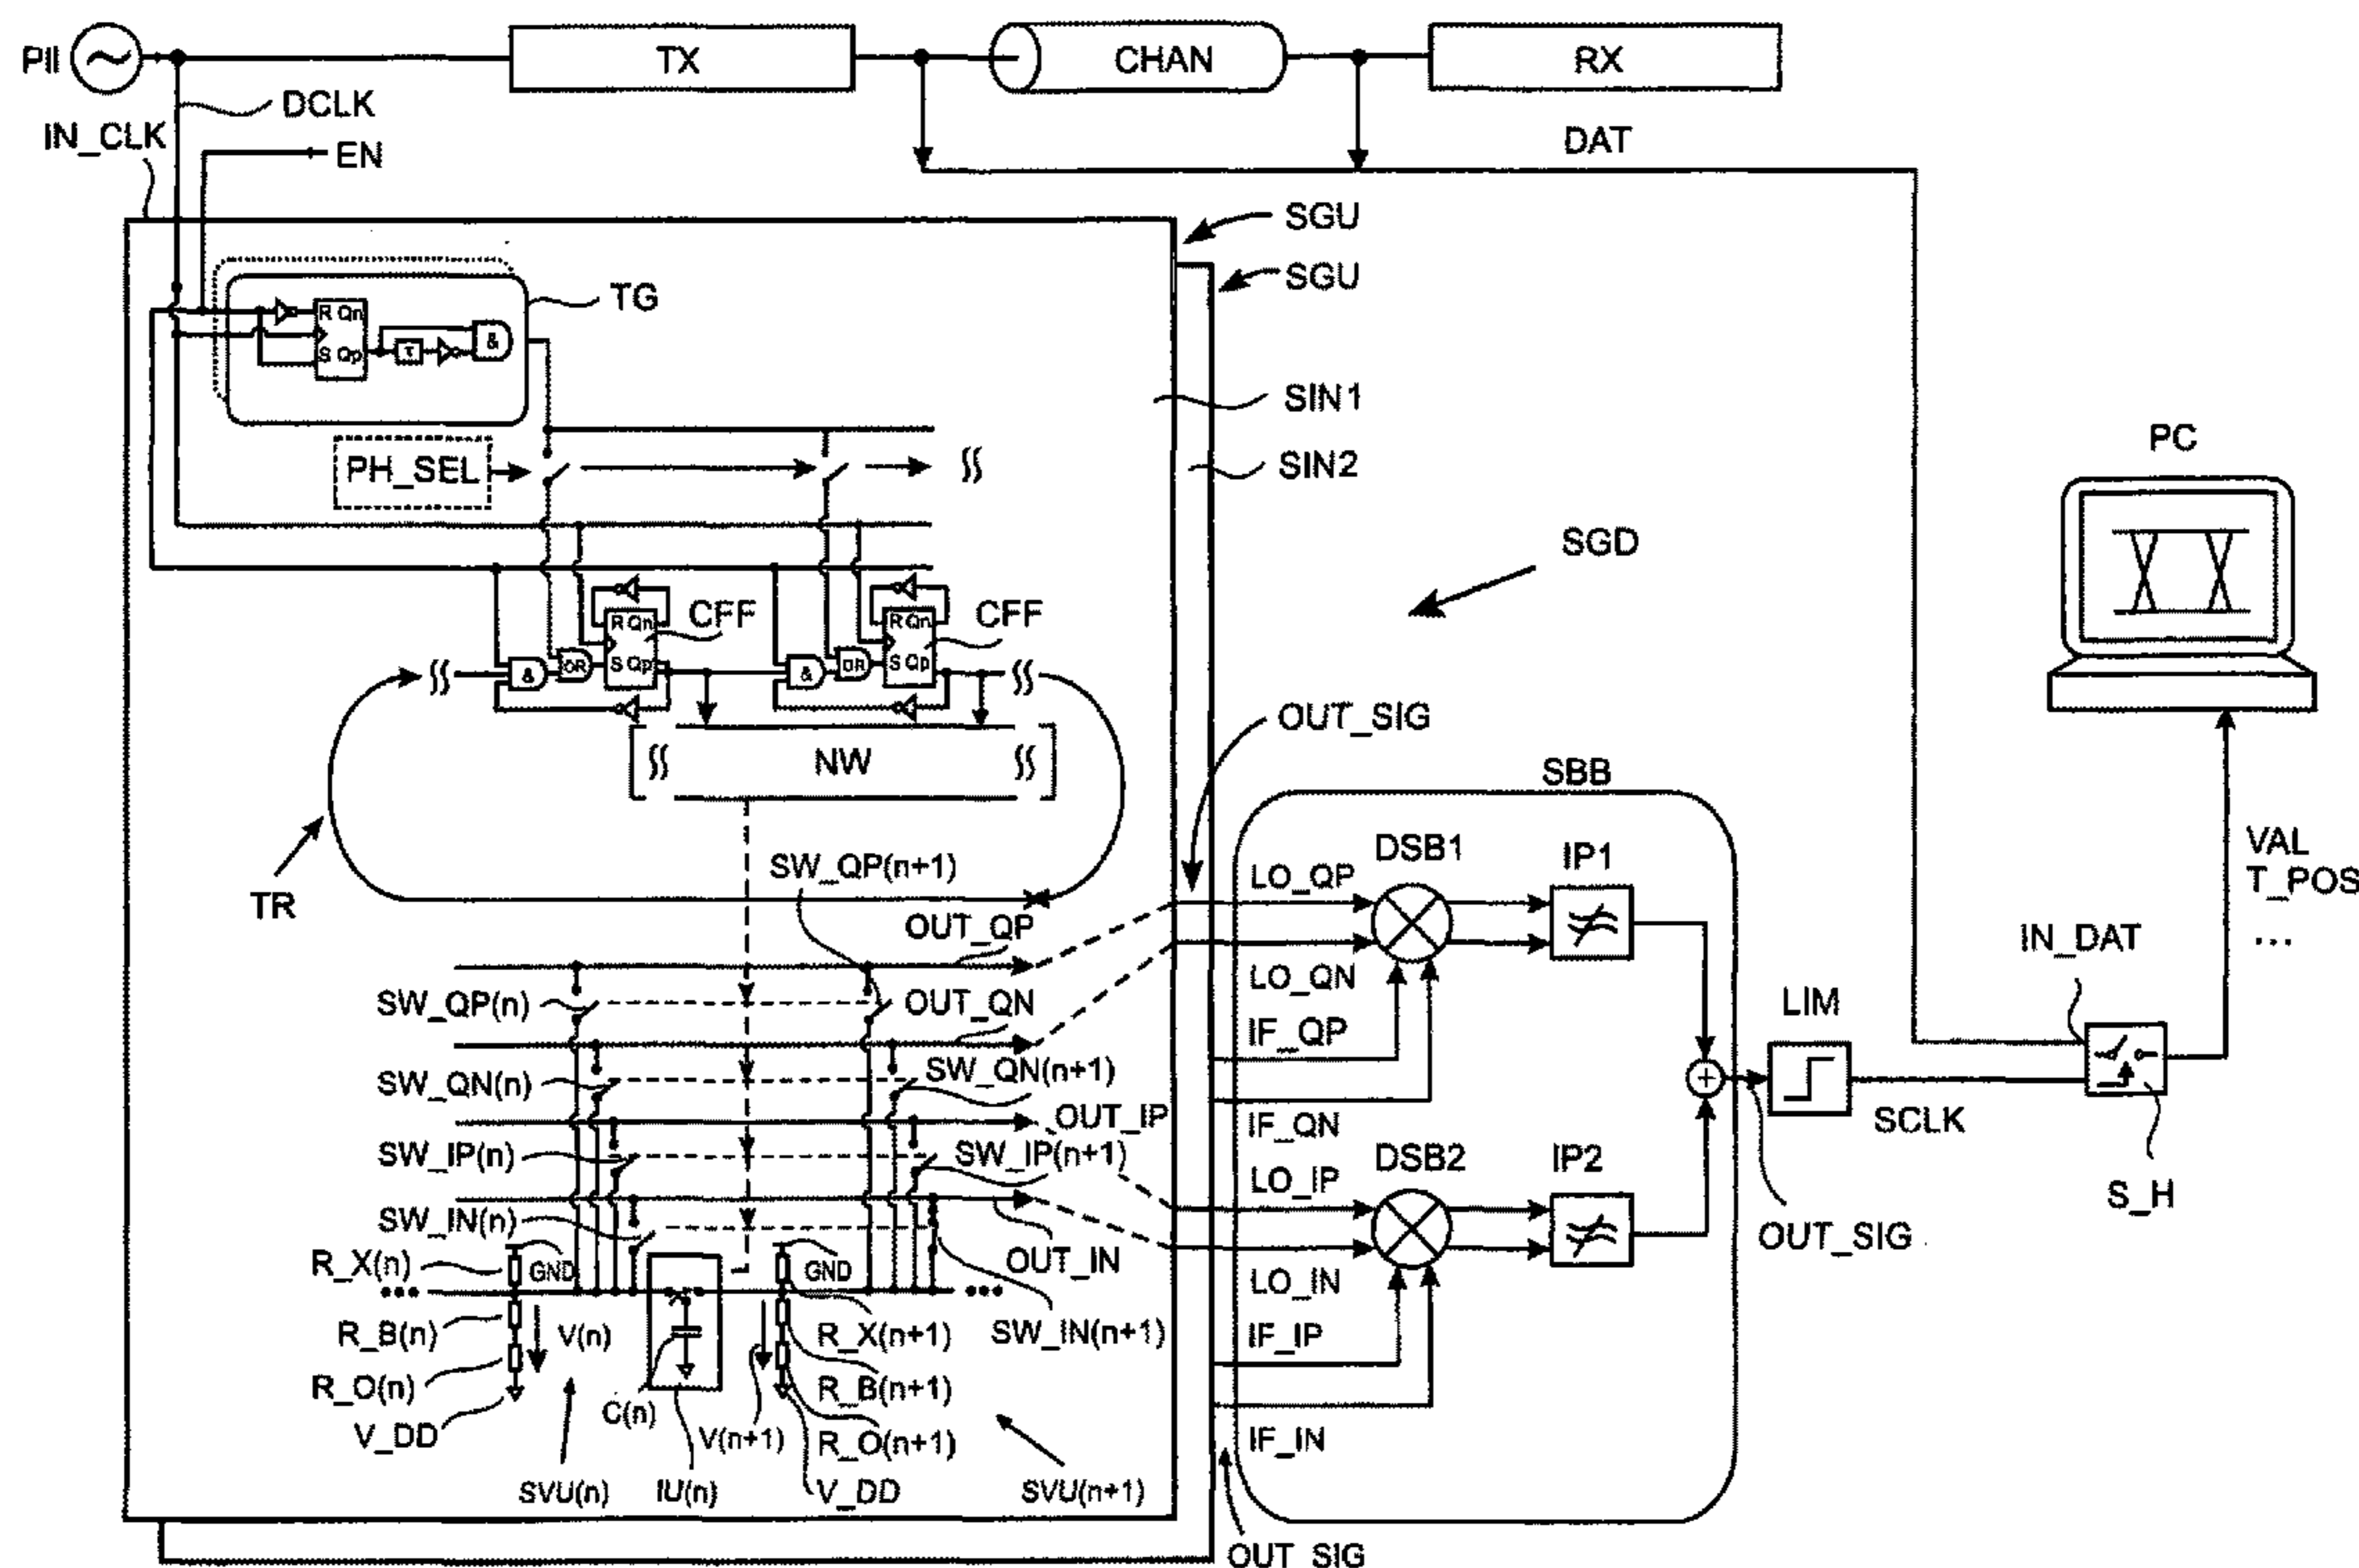 PII
TX
CHAN
RX
DCLK
IN_CLK
EN
DAT
SGU
SGU
TG
R Qn
S Qp
τ
&
SIN1
SIN2
PH_SEL
PC
SGD
CFF
CFF
R Qn
S Qp
R Qn
S Qp
&
OR
&
OR
NW
OUT_SIG
SBB
TR
SW_QP(n+1)
OUT_QP
LO_QP
DSB1
IP1
VAL
T_POS
...
IN_DAT
SW_QP(n)
OUT_QN
LO_QN
LIM
IF_QP
SW_QN(n)
SW_QN(n+1)
OUT_IP
IF_QN
SCLK
SW_IP(n)
SW_IP(n+1)
LO_IP
DSB2
IP2
S_H
SW_IN(n)
OUT_IN
OUT_SIG
R_X(n)
GND
GND
LO_IN
R_B(n)
V(n)
R_X(n+1)
SW_IN(n+1)
IF_IP
R_O(n)
R_B(n+1)
V_DD
C(n)
V(n+1)
R_O(n+1)
IF_IN
SVU(n)
IU(n)
V_DD
SVU(n+1)
OUT_SIG